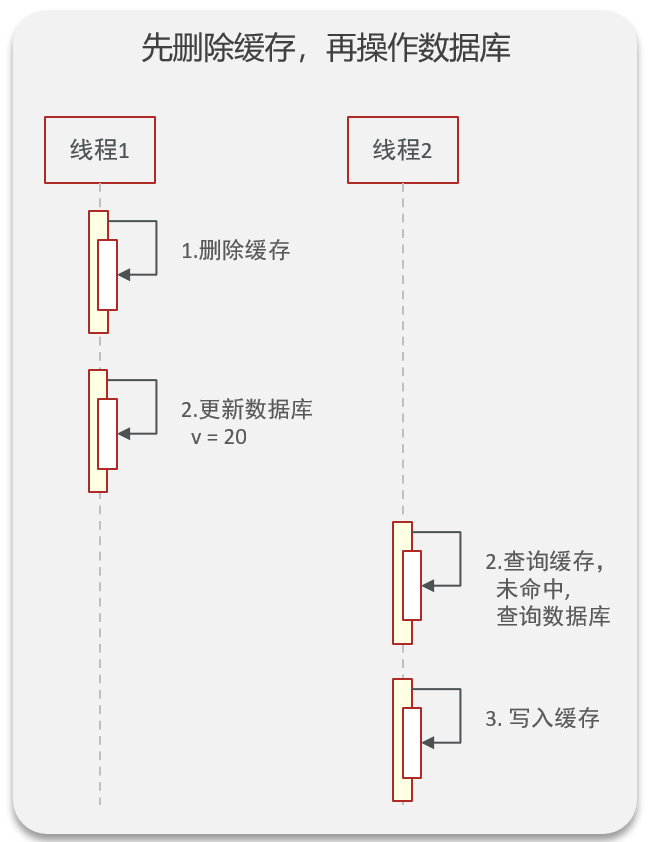 先删除缓存，再操作数据库
线程1
线程2
1.删除缓存
2.更新数据库
v = 20
2.查询缓存，
未命中,
查询数据库
3. 写入缓存